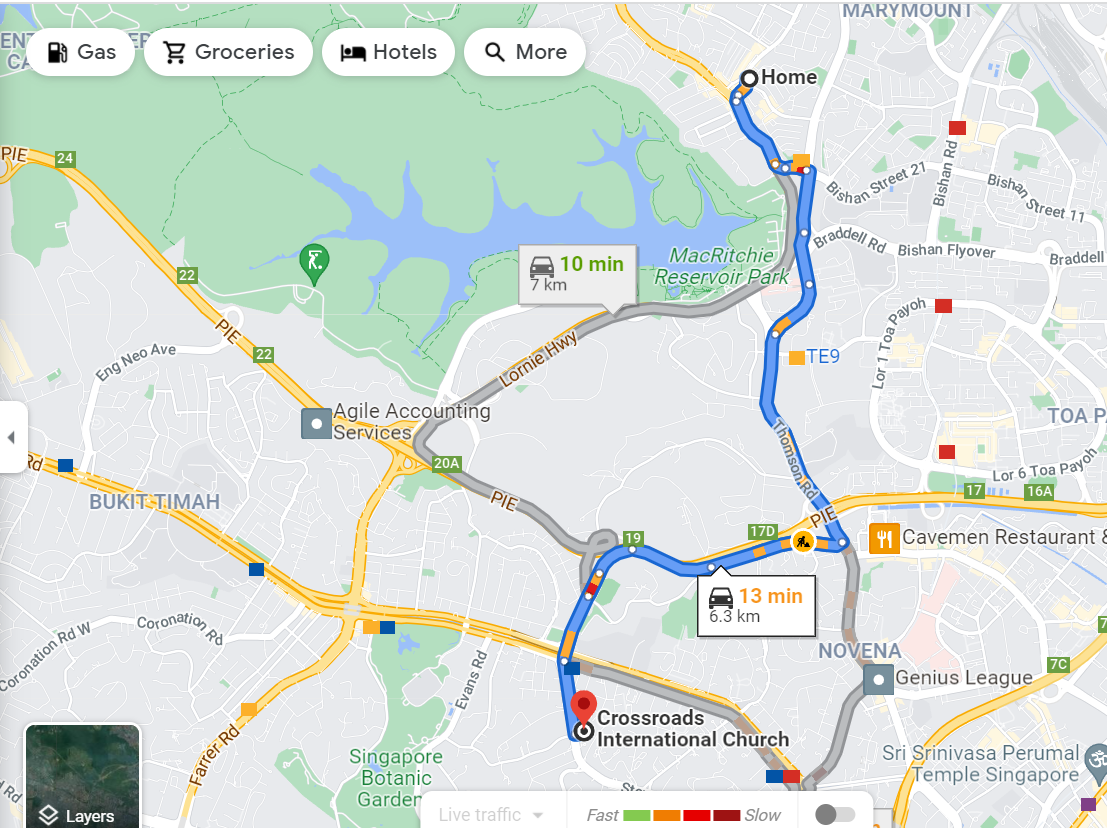 MARYMOUNT
Gas
Groceries
Hotels
More
Home
PIE
24
Bishan Rd
Bishan Street 21
Bishan Street 11
Braddell Rd
Bishan Flyover
Braddell
MacRitchie
Reservoir Park
10 min
7 km
22
PIE
22
Eng Neo Ave
Lornie Hwy
TE9
Lor 1 Toa Payoh
Agile Accounting
Services
TOA P
Thomson Rd
Rd
20A
Lor 6 Toa Payoh
BUKIT TIMAH
PIE
17
16A
PIE
17D
19
Cavemen Restaurant &
13 min
6.3 km
Coronation Rd
Coronation Rd W
NOVENA
7C
Evans Rd
Genius League
Crossroads
International Church
Farrer Rd
Singapore
Botanic
Gardens
Sri Srinivasa Perumal
Temple Singapore
Layers
Live traffic
Fast
Slow